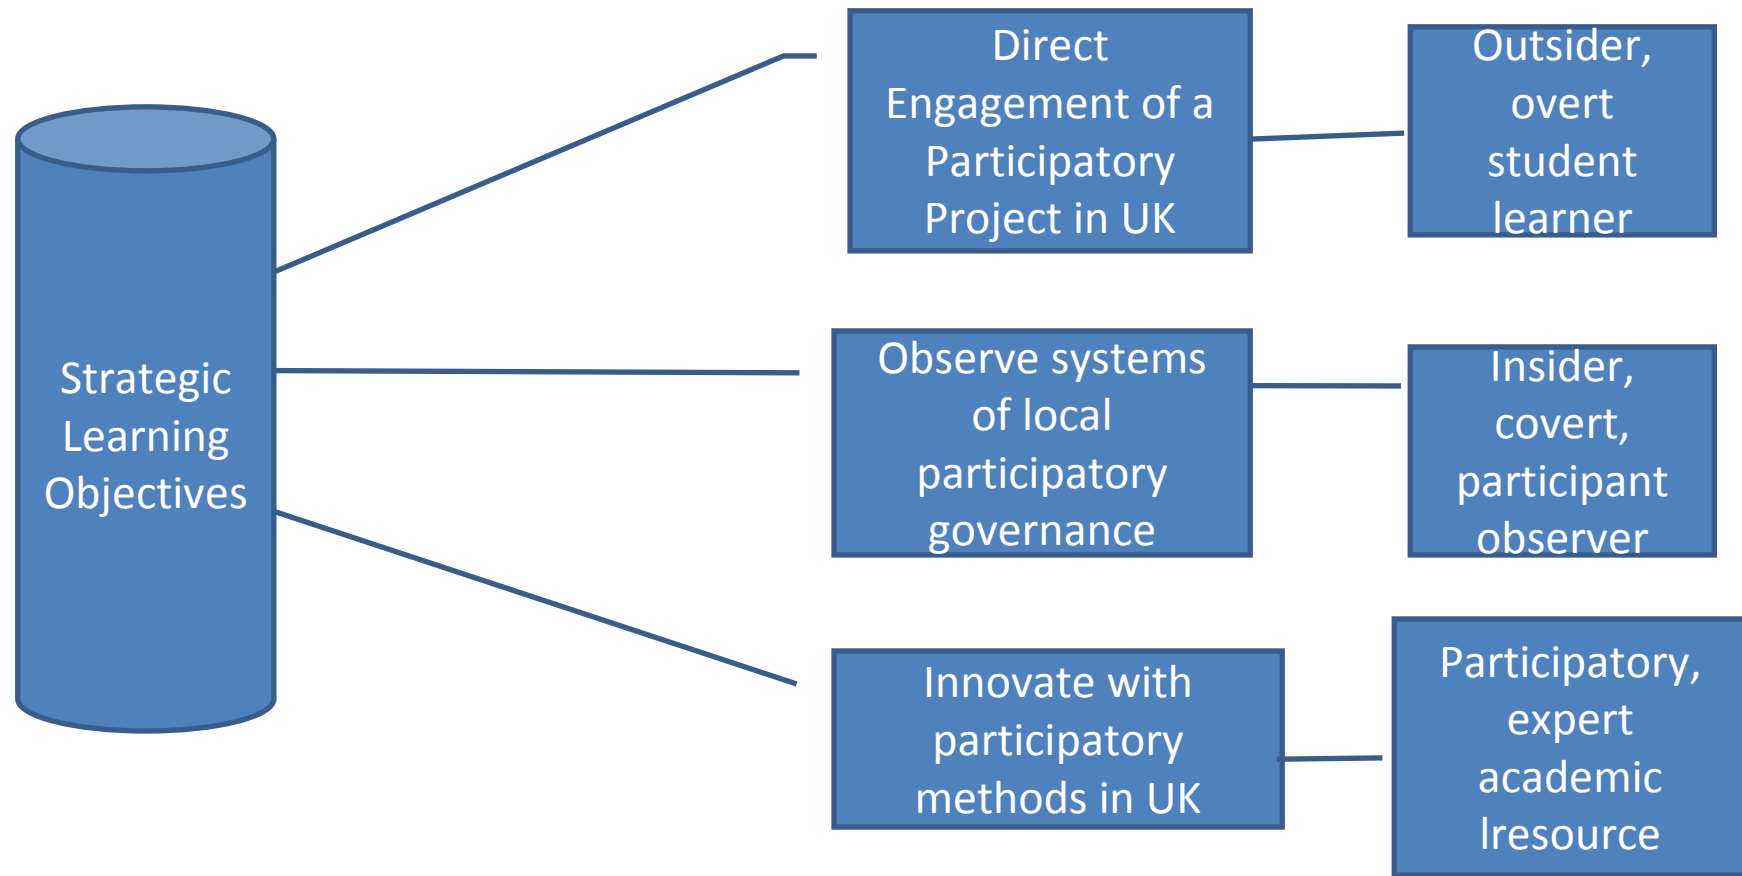 Strategic
Learning
Objectives
Direct
Engagement of a
Participatory
Project in UK
Outsider,
overt
student
learner
Observe systems
of local
participatory
governance
Insider,
covert,
participant
observer
Innovate with
participatory
methods in UK
Participatory,
expert
academic
lresource